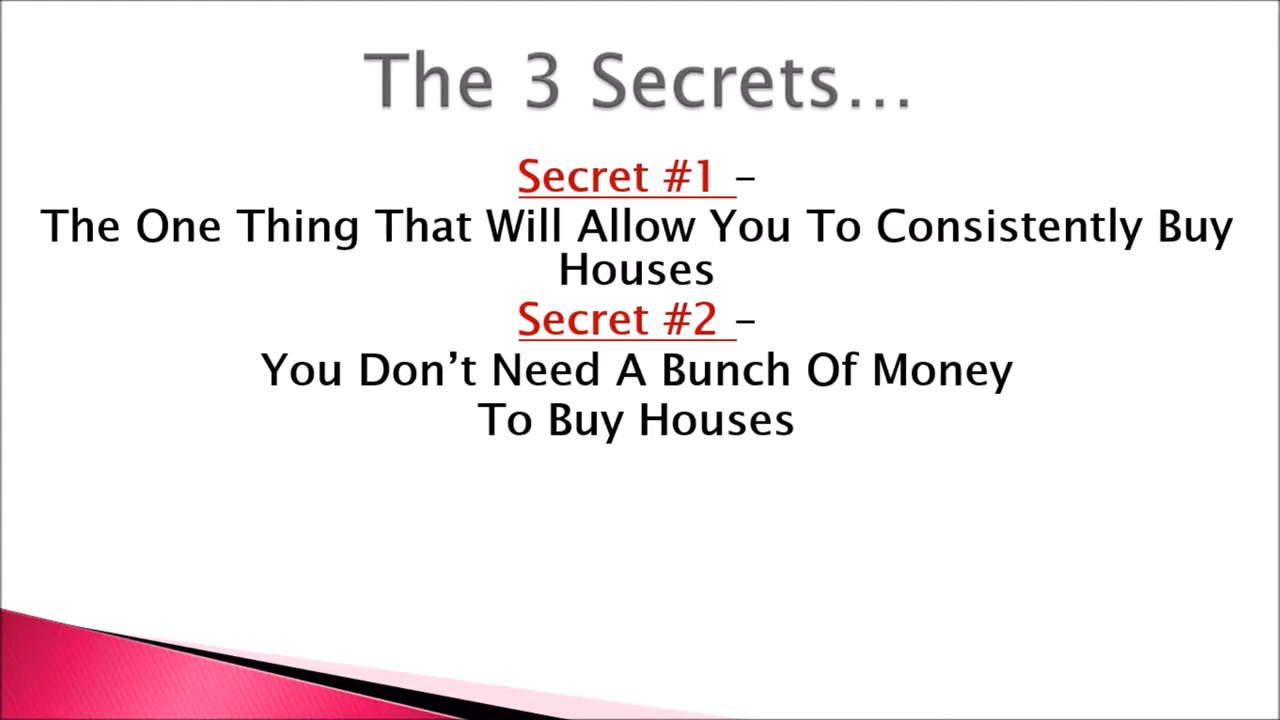 The 3 Secrets...
Secret #1 –
The One Thing That Will Allow You To Consistently Buy
Houses
Secret #2 –
You Don’t Need A Bunch Of Money
To Buy Houses